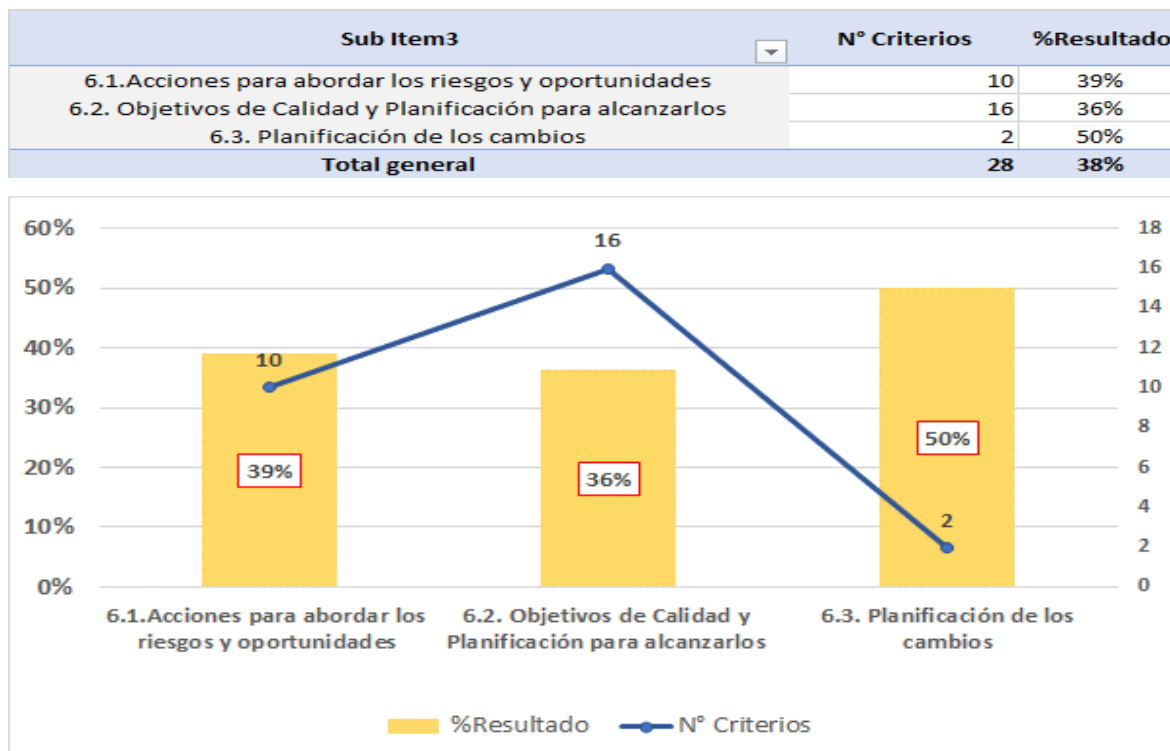 Sub Item3 N° Criterios %Resultado
6.1.Acciones para abordar los riesgos y oportunidades 10 39%
6.2. Objetivos de Calidad y Planificación para alcanzarlos 16 36%
6.3. Planificación de los cambios 2 50%
Total general 28 38%
60% 18
16
16
50% 14
40% 12
10
30% 10
8
50%
20% 39% 36% 6
4
10% 2
2
0% 0
6.1.Acciones para abordar los
riesgos y oportunidades
6.2. Objetivos de Calidad y
Planificación para alcanzarlos
6.3. Planificación de los
cambios
%Resultado N° Criterios